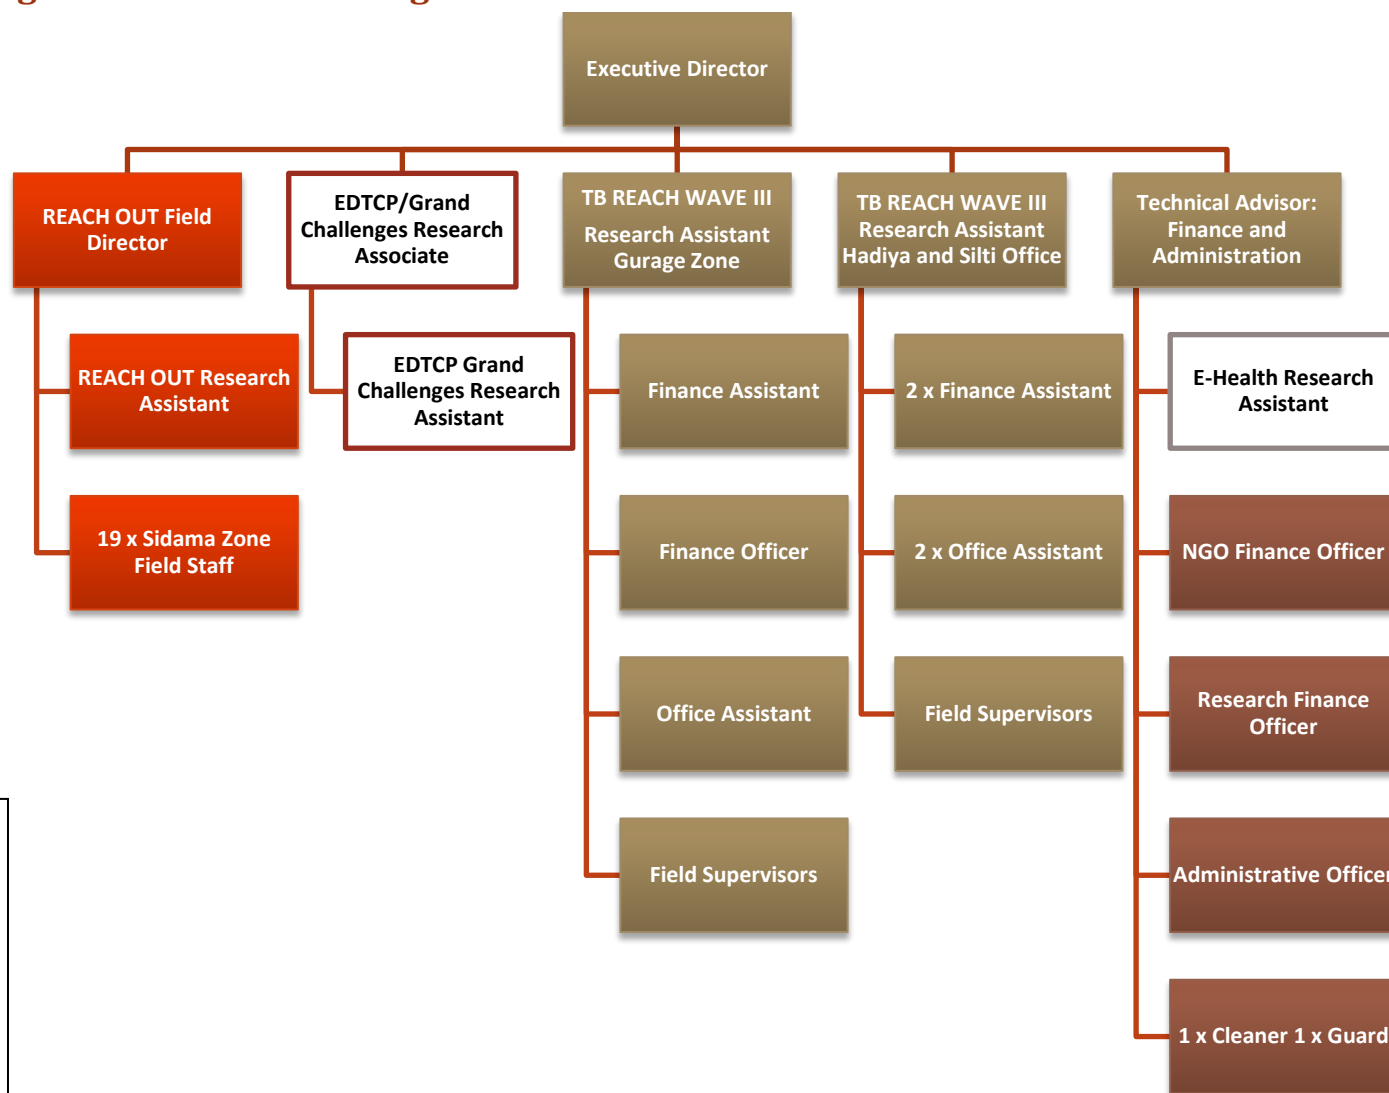 Executive Director
REACH OUT Field
Director
EDTCP/Grand
Challenges Research
Associate
TB REACH WAVE III
Research Assistant
Gurage Zone
TB REACH WAVE III
Research Assistant
Hadiya and Silti Office
Technical Advisor:
Finance and
Administration
REACH OUT Research
Assistant
19 x Sidama Zone
Field Staff
EDTCP Grand
Challenges Research
Assistant
Finance Assistant
Finance Officer
Office Assistant
Field Supervisors
2 x Finance Assistant
2 x Office Assistant
Field Supervisors
E-Health Research
Assistant
NGO Finance Officer
Research Finance
Officer
Administrative Officer
1 x Cleaner 1 x Guard